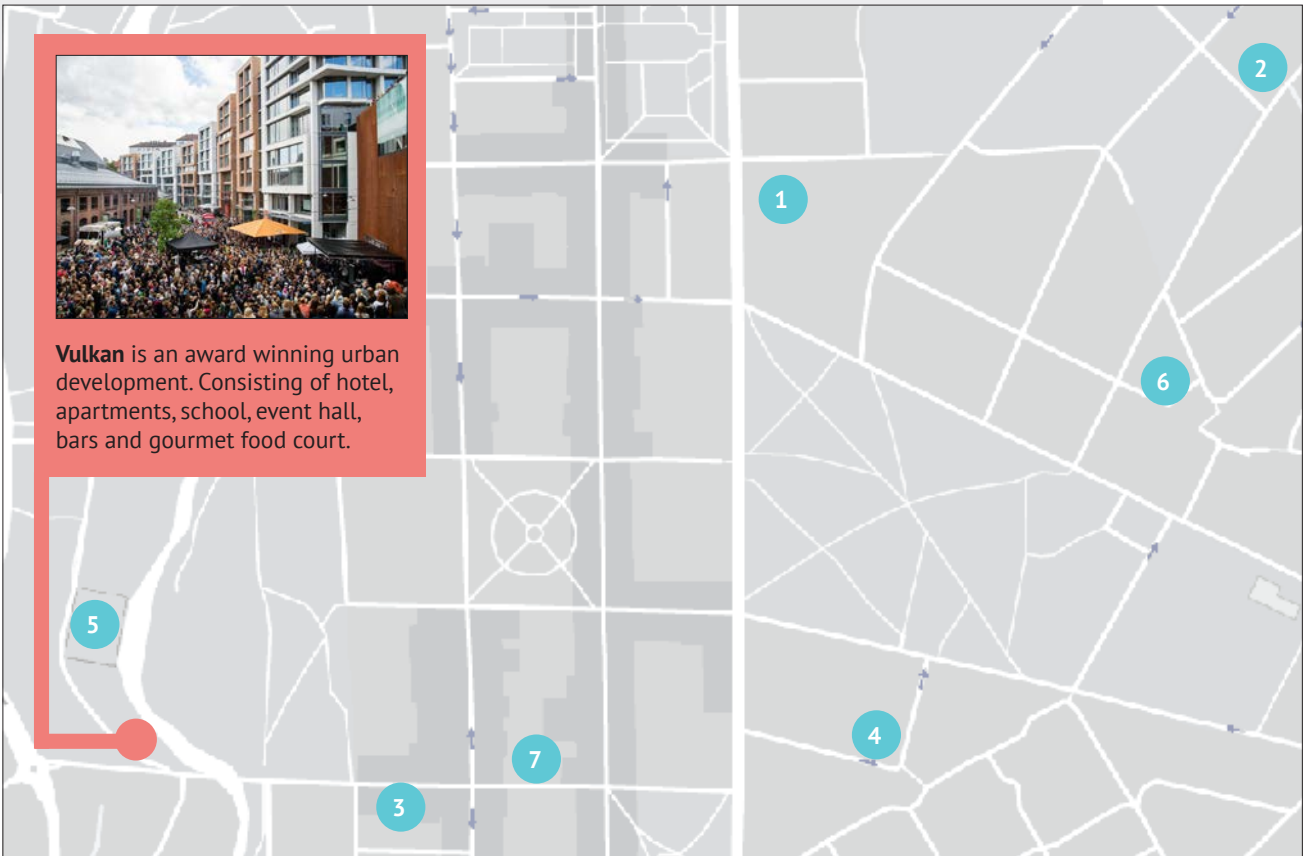 2
1
Vulkan is an award winning urban
development. Consisting of hotel,
apartments, school, event hall,
bars and gourmet food court.
6
5
4
7
3